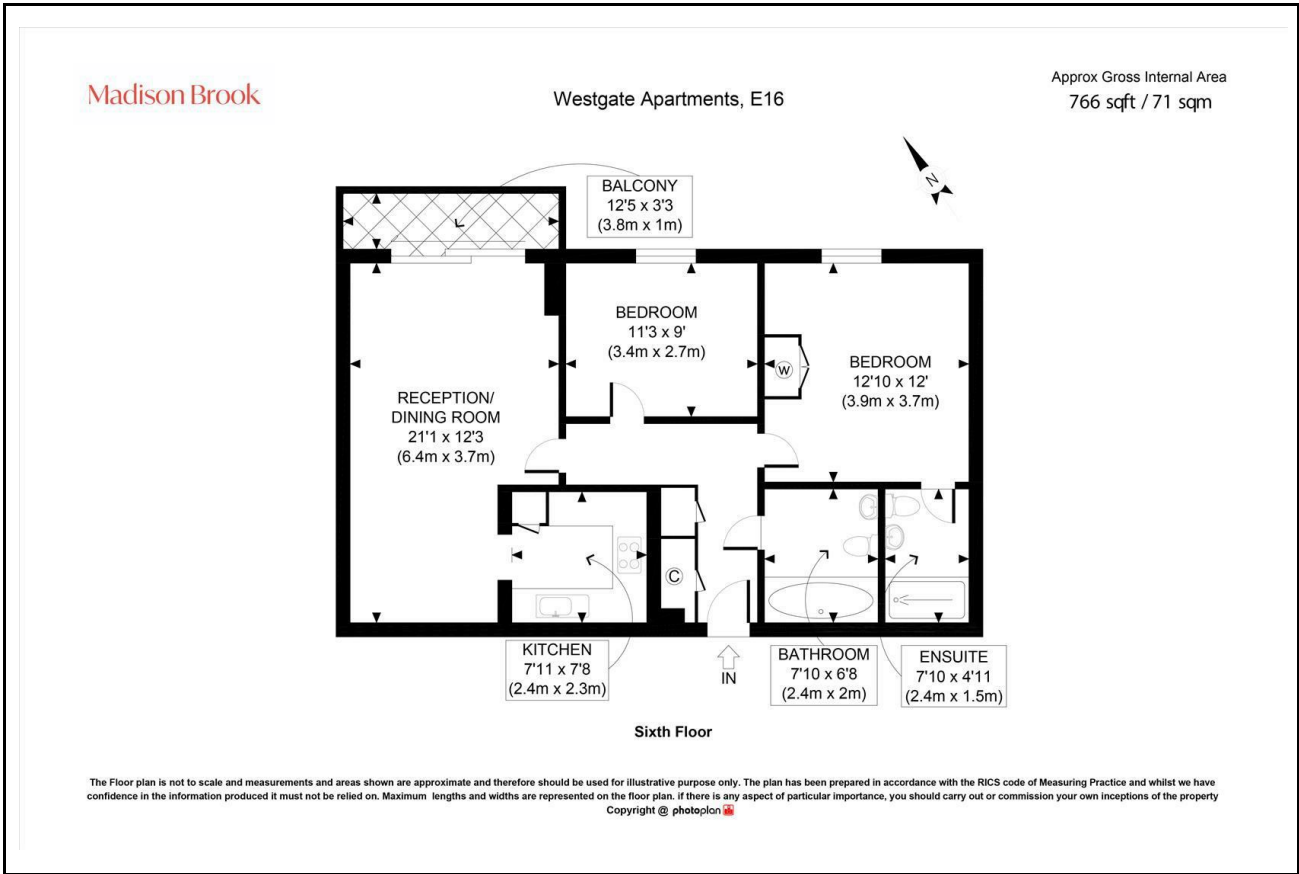 Madison Brook
Westgate Apartments, E16
Approx Gross Internal Area
766 sqft / 71 sqm
N
BALCONY
12'5 x 3'3
(3.8m x 1m)
BEDROOM
11'3 x 9'
(3.4m x 2.7m)
W
BEDROOM
12'10 x 12'
(3.9m x 3.7m)
RECEPTION/
DINING ROOM
21'1 x 12'3
(6.4m x 3.7m)
C
KITCHEN
7'11 x 7'8
(2.4m x 2.3m)
IN
BATHROOM
7'10 x 6'8
(2.4m x 2m)
ENSUITE
7'10 x 4'11
(2.4m x 1.5m)
Sixth Floor
The Floor plan is not to scale and measurements and areas shown are approximate and therefore should be used for illustrative purpose only. The plan has been prepared in accordance with the RICS code of Measuring Practice and whilst we have
confidence in the information produced it must not be relied on. Maximum lengths and widths are represented on the floor plan. if there is any aspect of particular importance, you should carry out or commission your own inceptions of the property
Copyright @ photoplan